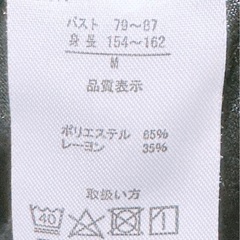 バスト 79～87
身長 154～162
M
品質表示
ポリエステル 65%
レーヨン 35%
取扱い方
40